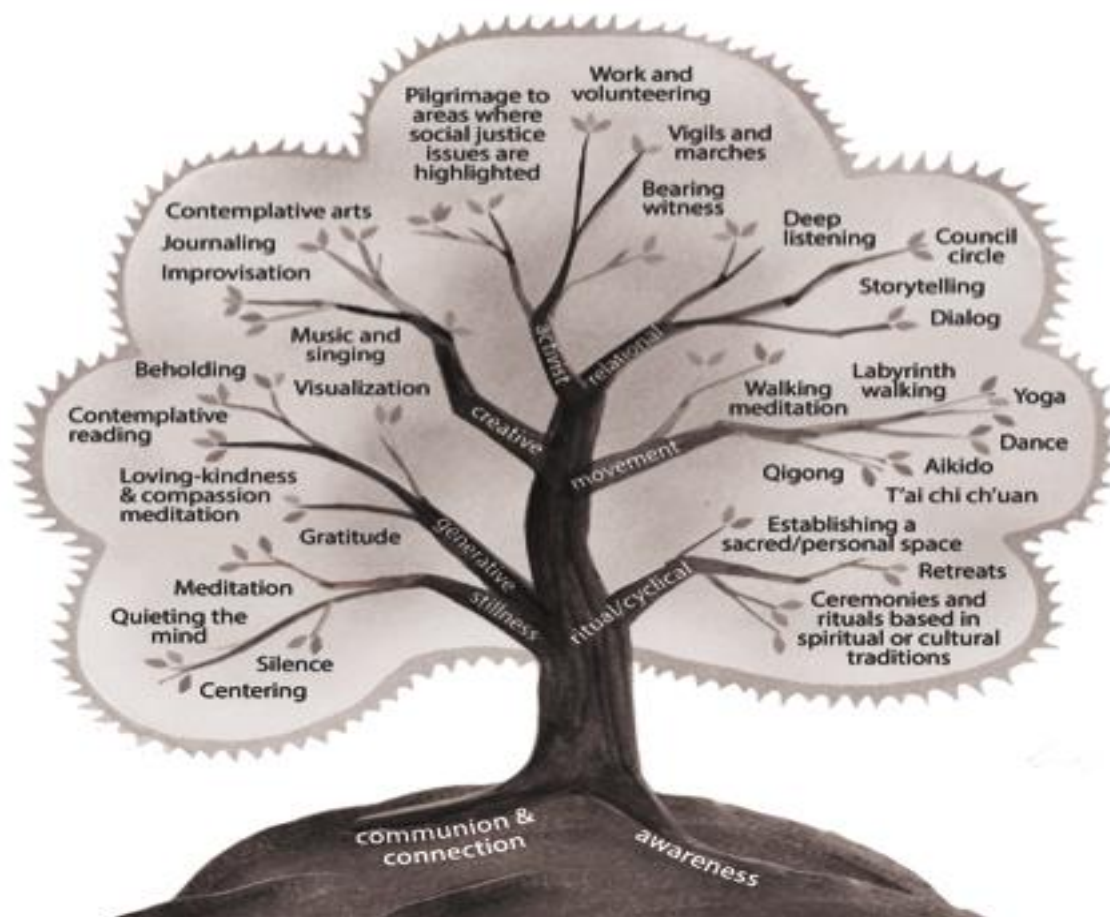 Work and
volunteering
Pilgrimage to
areas where
social justice
issues are
highlighted
Vigils and
marches
Bearing
witness
Contemplative arts
Journaling
Improvisation
Music and
singing
Deep
listening
Council
circle
Storytelling
Dialog
activist
relational
Beholding
Visualization
Contemplative
reading
creative
Loving-kindness
& compassion
meditation
Gratitude
generative
Walking
meditation
Labyrinth
walking
Yoga
Dance
movement
Qigong
Aikido
T'ai chi ch'uan
Meditation
Quieting the
mind
Silence
Centering
stillness
Establishing a
sacred/personal space
Retreats
ritual/cyclical
Ceremonies and
rituals based in
spiritual or cultural
traditions
communion &
connection
awareness